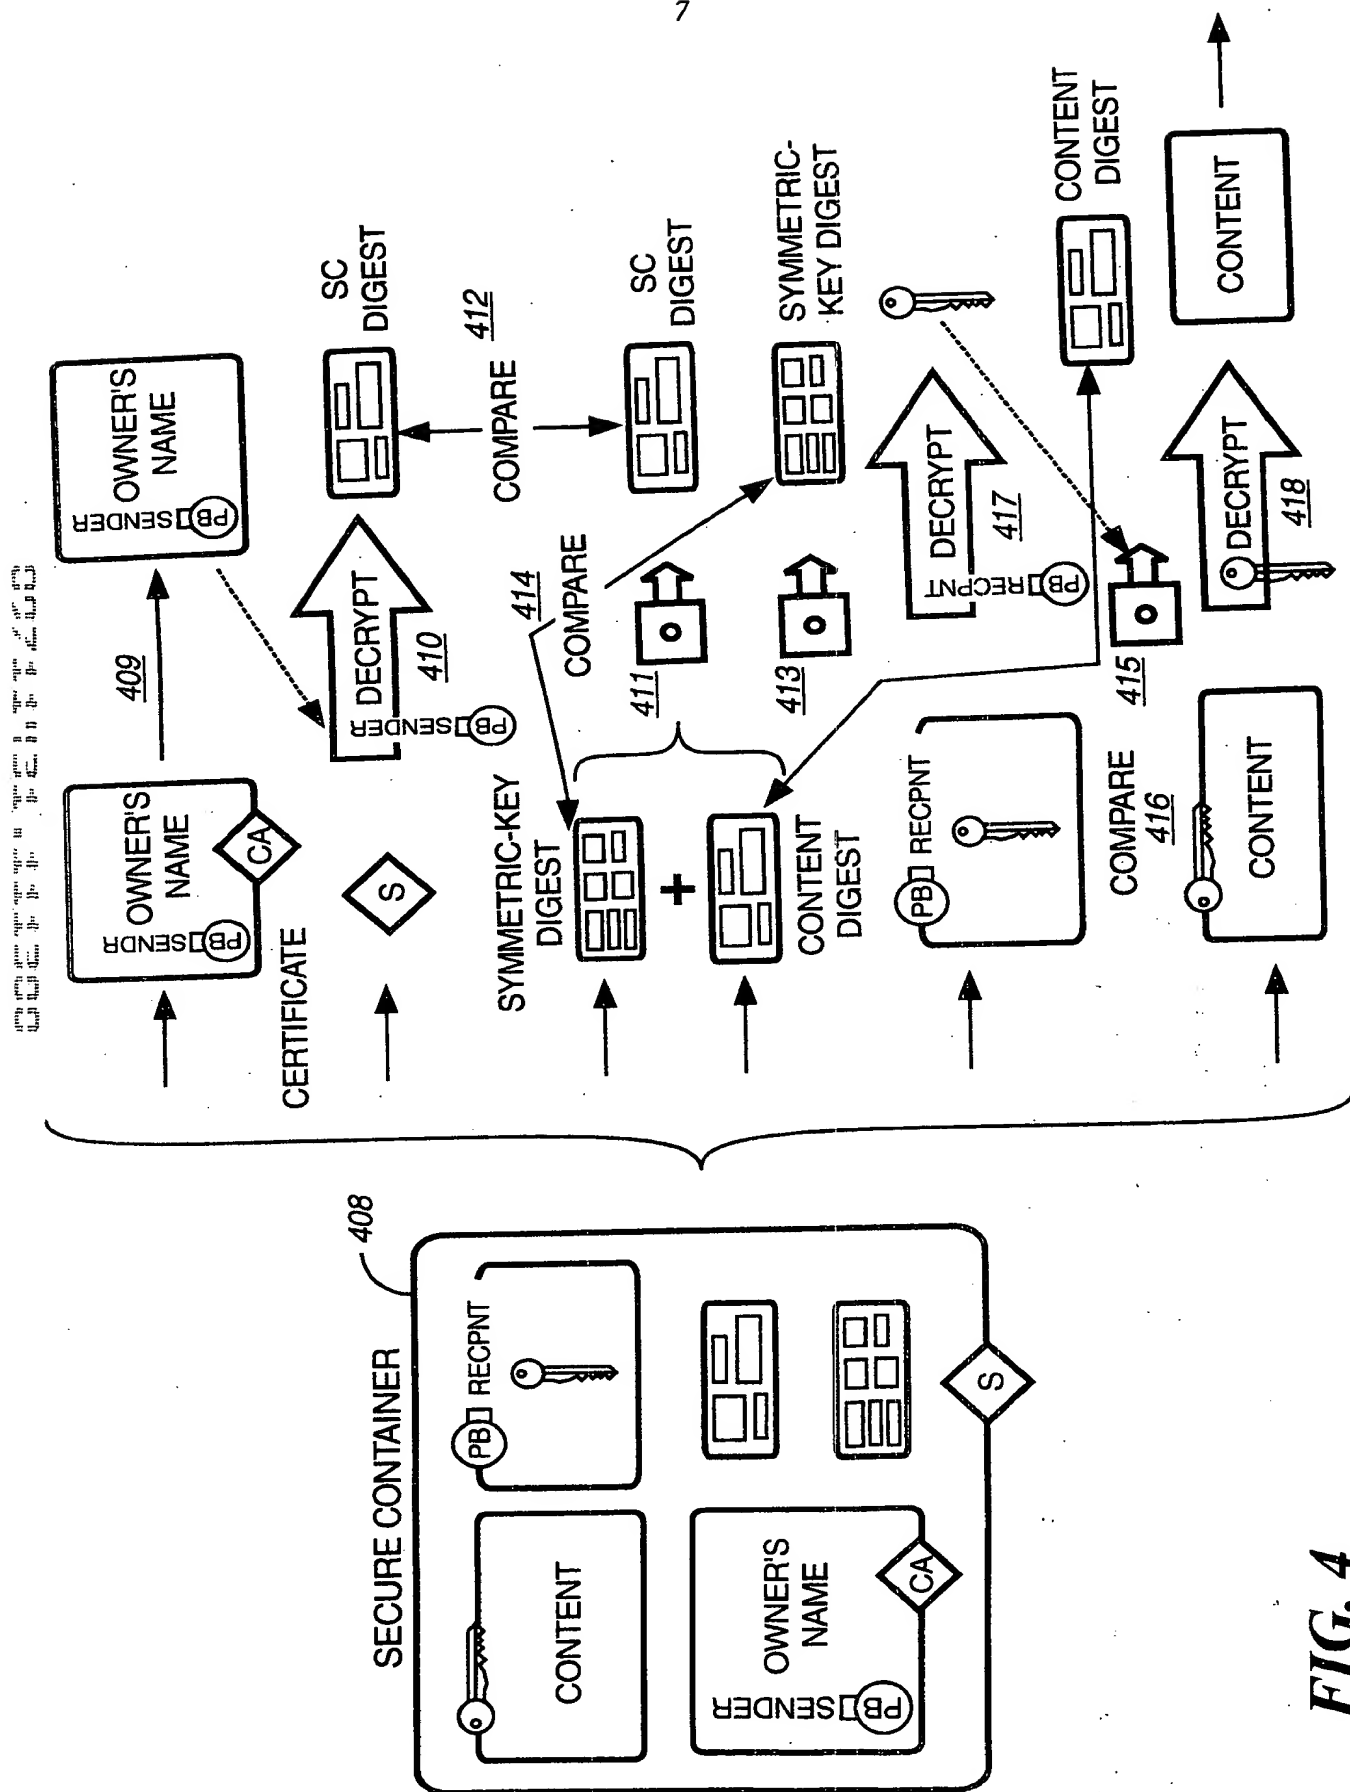 7
SECURE CONTAINER
408
CONTENT
PB RECPNT
OWNER'S
NAME
PB SENDER
CA
S
PB SENDR
OWNER'S
NAME
CA
CERTIFICATE
409
PB SENDER
OWNER'S
NAME
S
PB SENDER
DECRYPT
410
SC
DIGEST
COMPARE 412
SYMMETRIC-KEY
DIGEST
+
CONTENT
DIGEST
414
COMPARE
411
SC
DIGEST
413
SYMMETRIC-
KEY DIGEST
PB RECPNT
PB RECPNT
DECRYPT
417
COMPARE
416
415
CONTENT
DIGEST
CONTENT
DECRYPT
418
CONTENT
FIG. 4